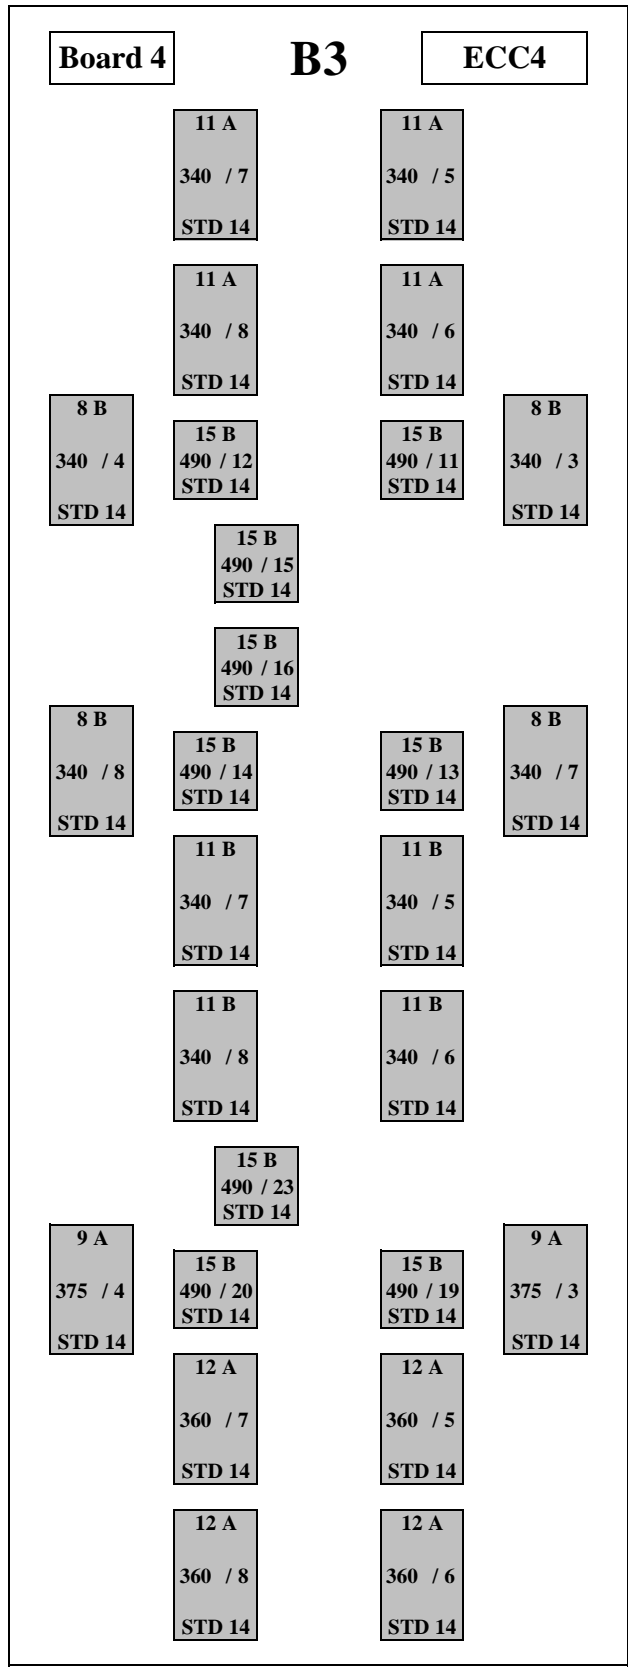 Board 4 B3 ECC4
11 A 11 A
340 / 7 340 / 5
STD 14 STD 14
11 A 11 A
340 / 8 340 / 6
STD 14 STD 14
8 B 8 B
15 B 15 B
340 / 4 490 / 12 490 / 11 340 / 3
STD 14 STD 14
STD 14 STD 14
15 B
490 / 15
STD 14
15 B
490 / 16
STD 14
8 B 8 B
15 B 15 B
340 / 8 490 / 14 490 / 13 340 / 7
STD 14 STD 14
STD 14 STD 14
11 B 11 B
340 / 7 340 / 5
STD 14 STD 14
11 B 11 B
340 / 8 340 / 6
STD 14 STD 14
15 B
490 / 23
STD 14
9 A 9 A
15 B 15 B
375 / 4 490 / 20 490 / 19 375 / 3
STD 14 STD 14
STD 14 STD 14
12 A 12 A
360 / 7 360 / 5
STD 14 STD 14
12 A 12 A
360 / 8 360 / 6
STD 14 STD 14